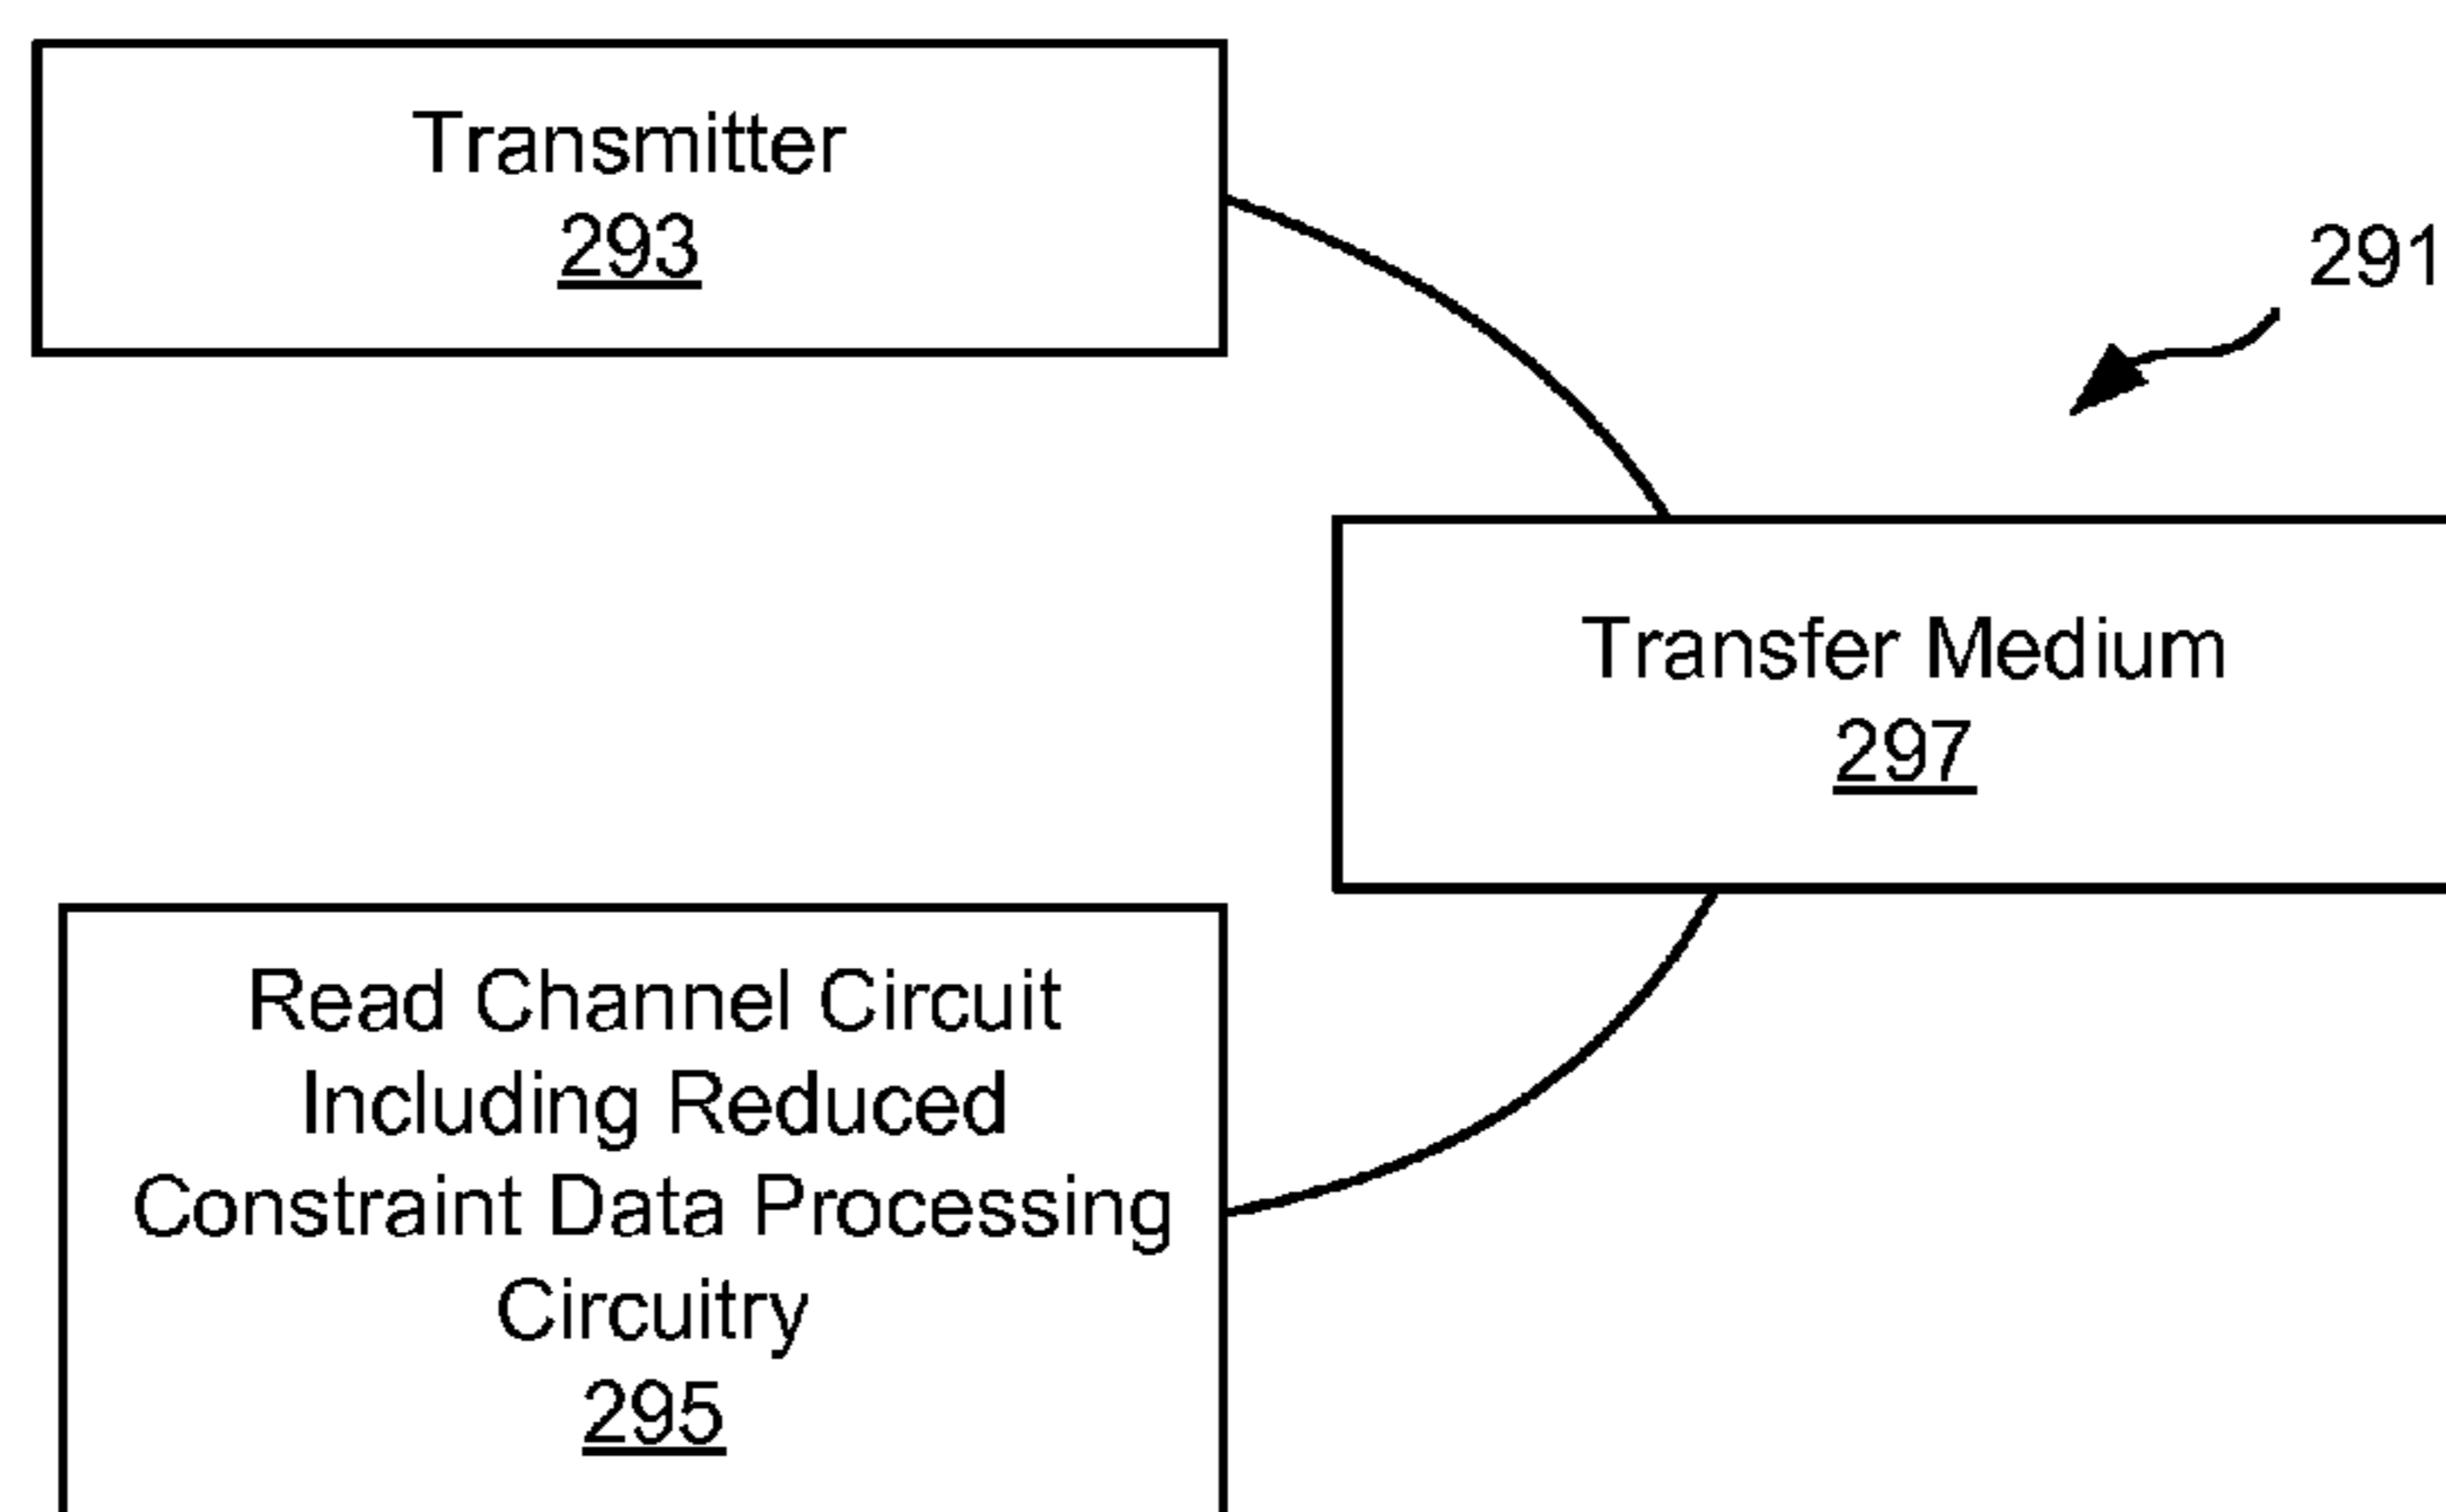 Transmitter
293
291
Transfer Medium
297
Read Channel Circuit
Including Reduced
Constraint Data Processing
Circuitry
295